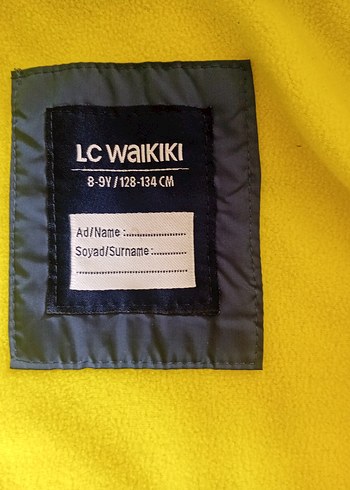 LC WAIKIKI
8-9Y/128-134 CM
Ad/Name:....................
Soyad/Surname:...........
.....................................